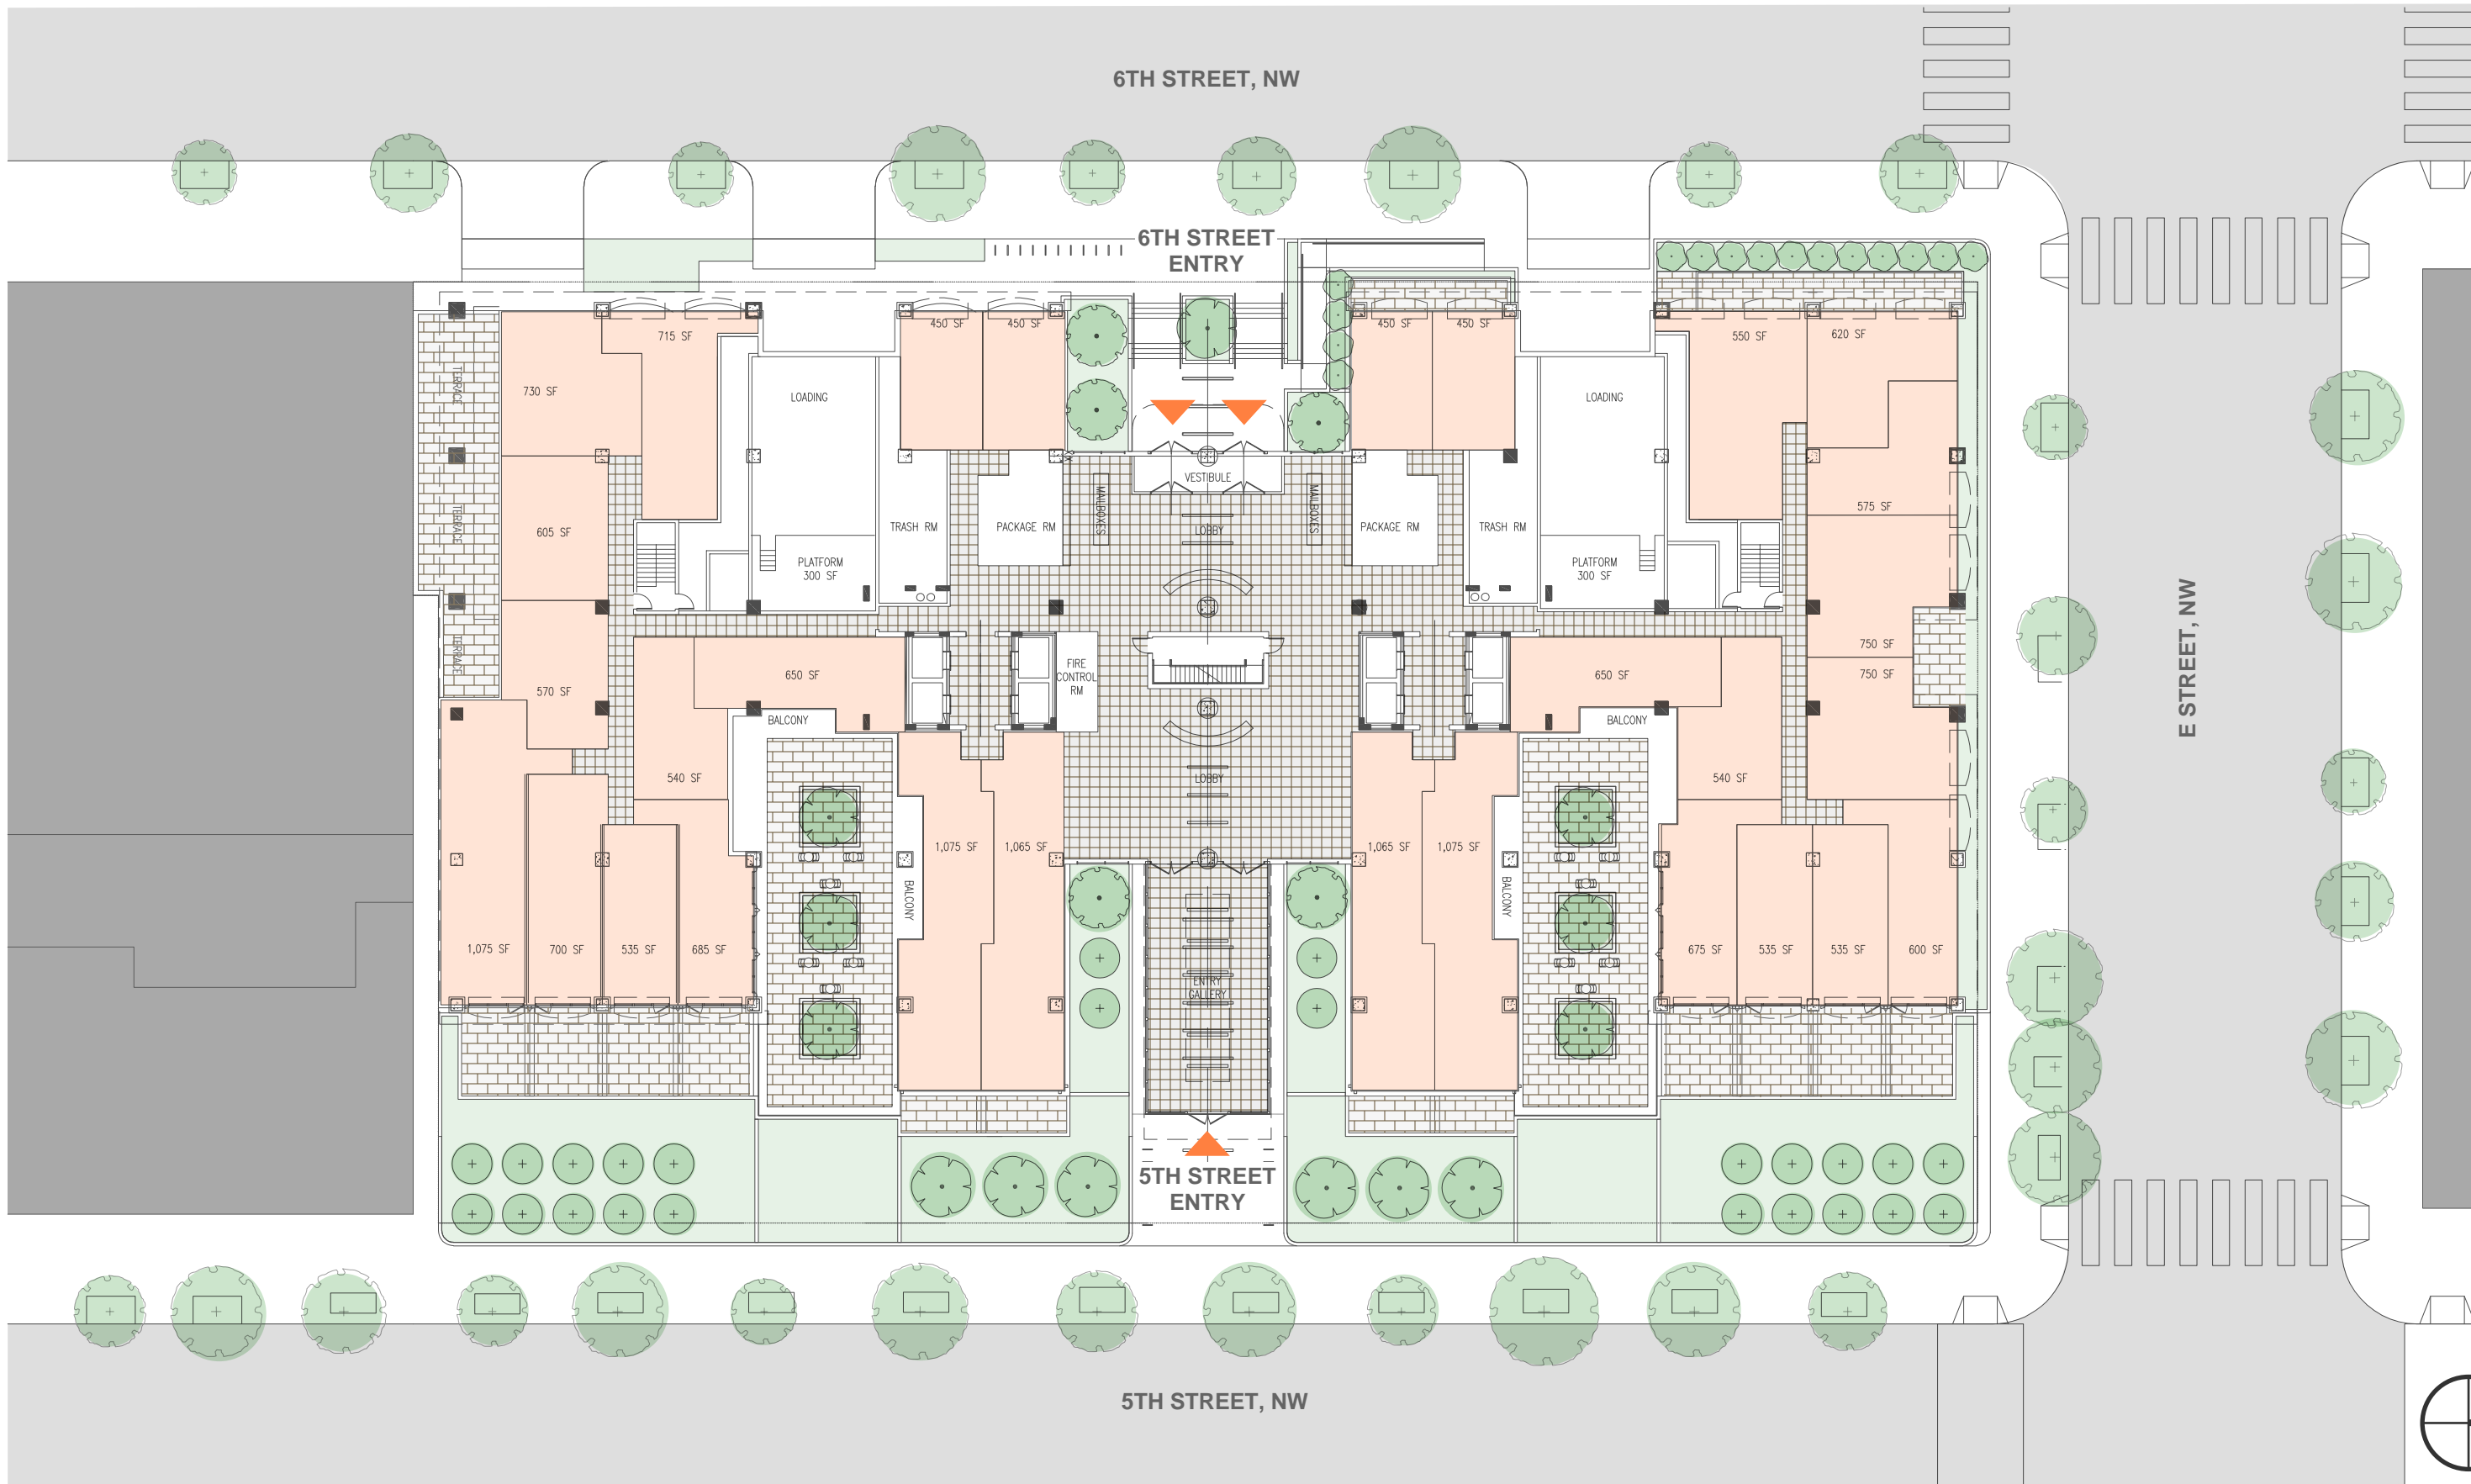 6TH STREET, NW
6TH STREET
ENTRY
715 SF
450 SF
450 SF
450 SF
450 SF
550 SF
620 SF
TERRACE
730 SF
LOADING
LOADING
VESTIBULE
MAILBOXES
MAILBOXES
575 SF
TERRACE
605 SF
TRASH RM
PACKAGE RM
LOBBY
PACKAGE RM
TRASH RM
PLATFORM
300 SF
PLATFORM
300 SF
TERRACE
570 SF
650 SF
FIRE
CONTROL
RM
650 SF
750 SF
750 SF
E STREET, NW
BALCONY
BALCONY
540 SF
LOBBY
540 SF
1,075 SF
1,065 SF
1,065 SF
1,075 SF
BALCONY
BALCONY
1,075 SF
700 SF
535 SF
685 SF
675 SF
535 SF
535 SF
600 SF
ENTRY
GALLERY
5TH STREET
ENTRY
5TH STREET, NW